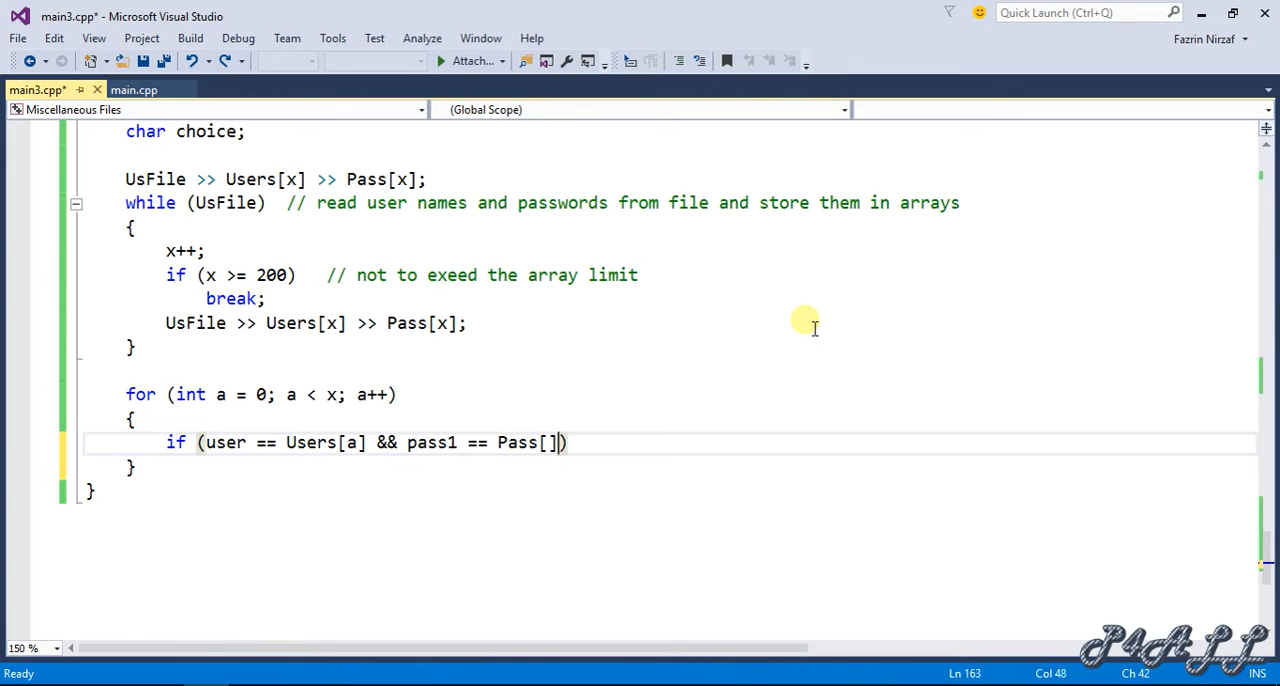 main3.cpp* - Microsoft Visual Studio
Quick Launch (Ctrl+Q)
File Edit View Project Build Debug Team Tools Test Analyze Window Help
Fazrin Nirzaf
Attach...
main3.cpp* main.cpp
Miscellaneous Files (Global Scope)
char choice;
UsFile >> Users[x] >> Pass[x];
while (UsFile) // read user names and passwords from file and store them in arrays
{
x++;
if (x >= 200) // not to exeed the array limit
break;
UsFile >> Users[x] >> Pass[x];
}
for (int a = 0; a < x; a++)
{
if (user == Users[a] && pass1 == Pass[])
}
}
150 %
P4ALL
Ready Ln 163 Col 48 Ch 42 INS